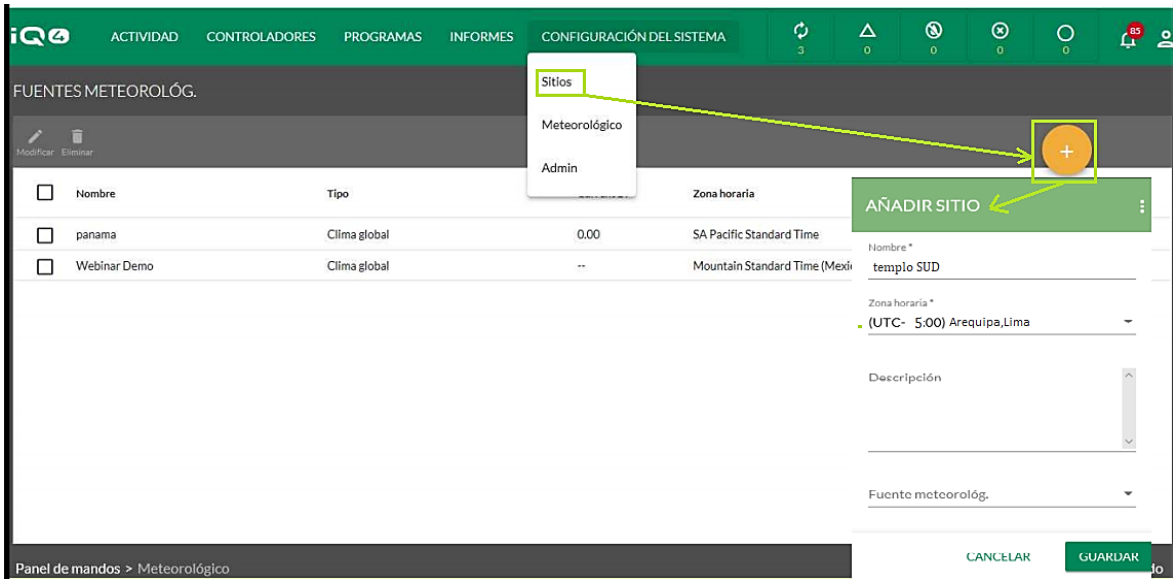 iQ4 ACTIVIDAD CONTROLADORES PROGRAMAS INFORMES CONFIGURACIÓN DEL SISTEMA 3 0 0 0 0 85
Sitios
Meteorológico
Admin
FUENTES METEOROLÓG.
Modificar Eliminar
+
Nombre Tipo Zona horaria
panama Clima global 0.00 SA Pacific Standard Time
Webinar Demo Clima global -- Mountain Standard Time (Mexi
AÑADIR SITIO
Nombre *
templo SUD
Zona horaria *
(UTC- 5:00) Arequipa,Lima
Descripción
Fuente meteorológ.
CANCELAR GUARDAR
Panel de mandos > Meteorológico do